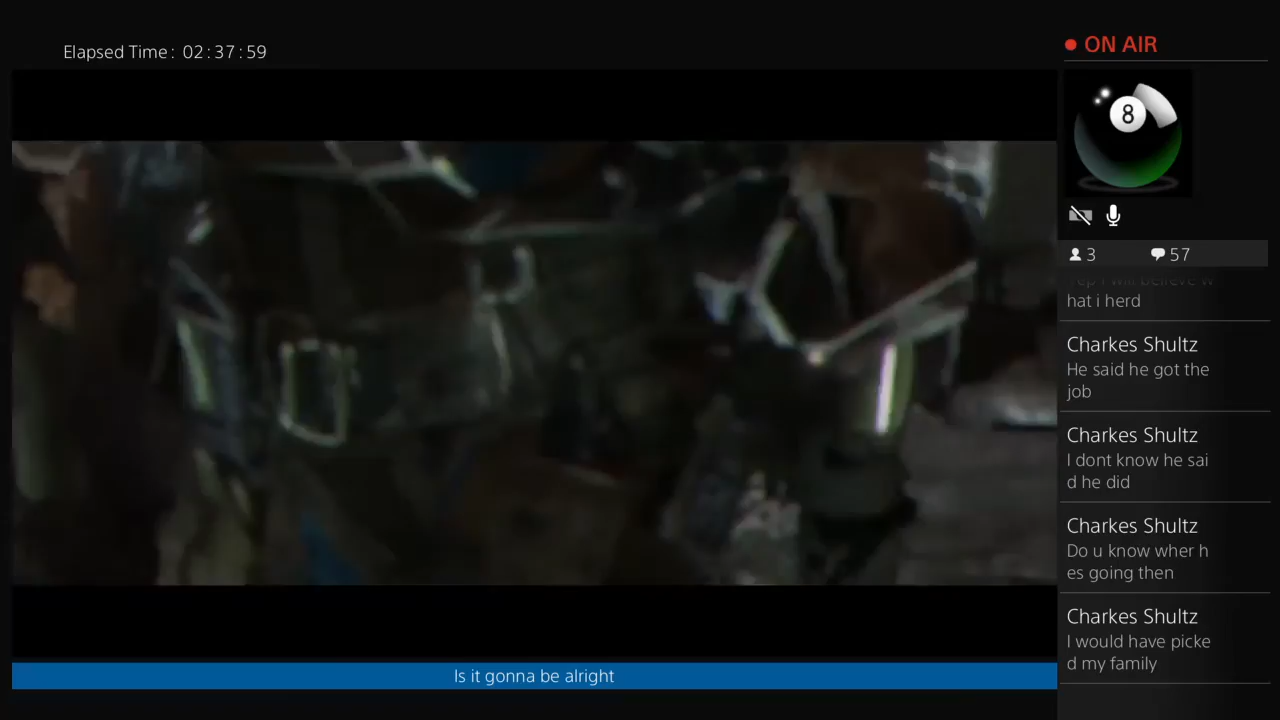 Elapsed Time: 02:37:59
ON AIR
8
3
57
hat i herd
Charkes Shultz
He said he got the
job
Charkes Shultz
I dont know he sai
d he did
Charkes Shultz
Do u know wher h
es going then
Charkes Shultz
I would have picke
d my family
Is it gonna be alright